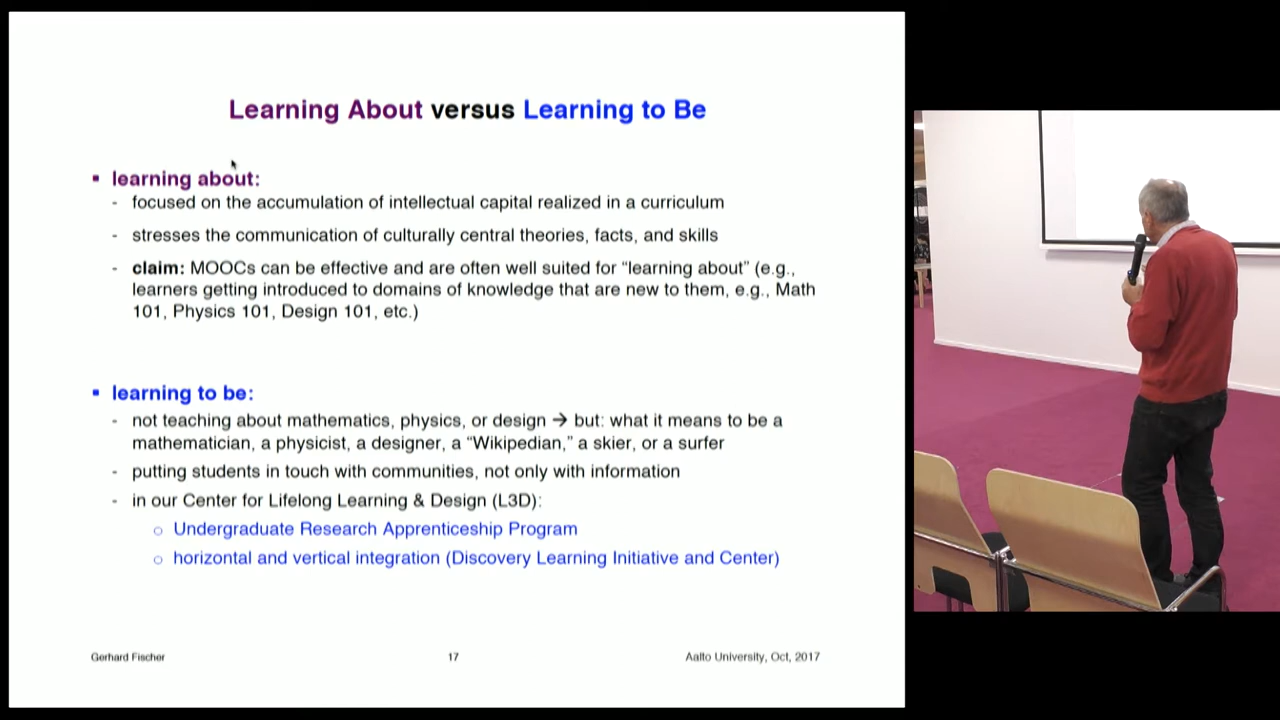 Learning About versus Learning to Be
▪ learning about:
- focused on the accumulation of intellectual capital realized in a curriculum
- stresses the communication of culturally central theories, facts, and skills
- claim: MOOCs can be effective and are often well suited for “learning about” (e.g.,
learners getting introduced to domains of knowledge that are new to them, e.g., Math
101, Physics 101, Design 101, etc.)
▪ learning to be:
- not teaching about mathematics, physics, or design → but: what it means to be a
mathematician, a physicist, a designer, a “Wikipedian,” a skier, or a surfer
- putting students in touch with communities, not only with information
- in our Center for Lifelong Learning & Design (L3D):
○ Undergraduate Research Apprenticeship Program
○ horizontal and vertical integration (Discovery Learning Initiative and Center)
Gerhard Fischer 17 Aalto University, Oct, 2017